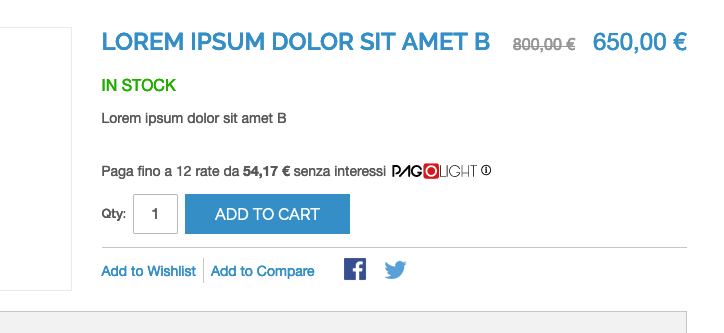 LOREM IPSUM DOLOR SIT AMET B 800,00 € 650,00 €
IN STOCK
Lorem ipsum dolor sit amet B
Paga fino a 12 rate da 54,17 € senza interessi PAGOLIGHT i
Qty: 1 ADD TO CART
Add to Wishlist Add to Compare f